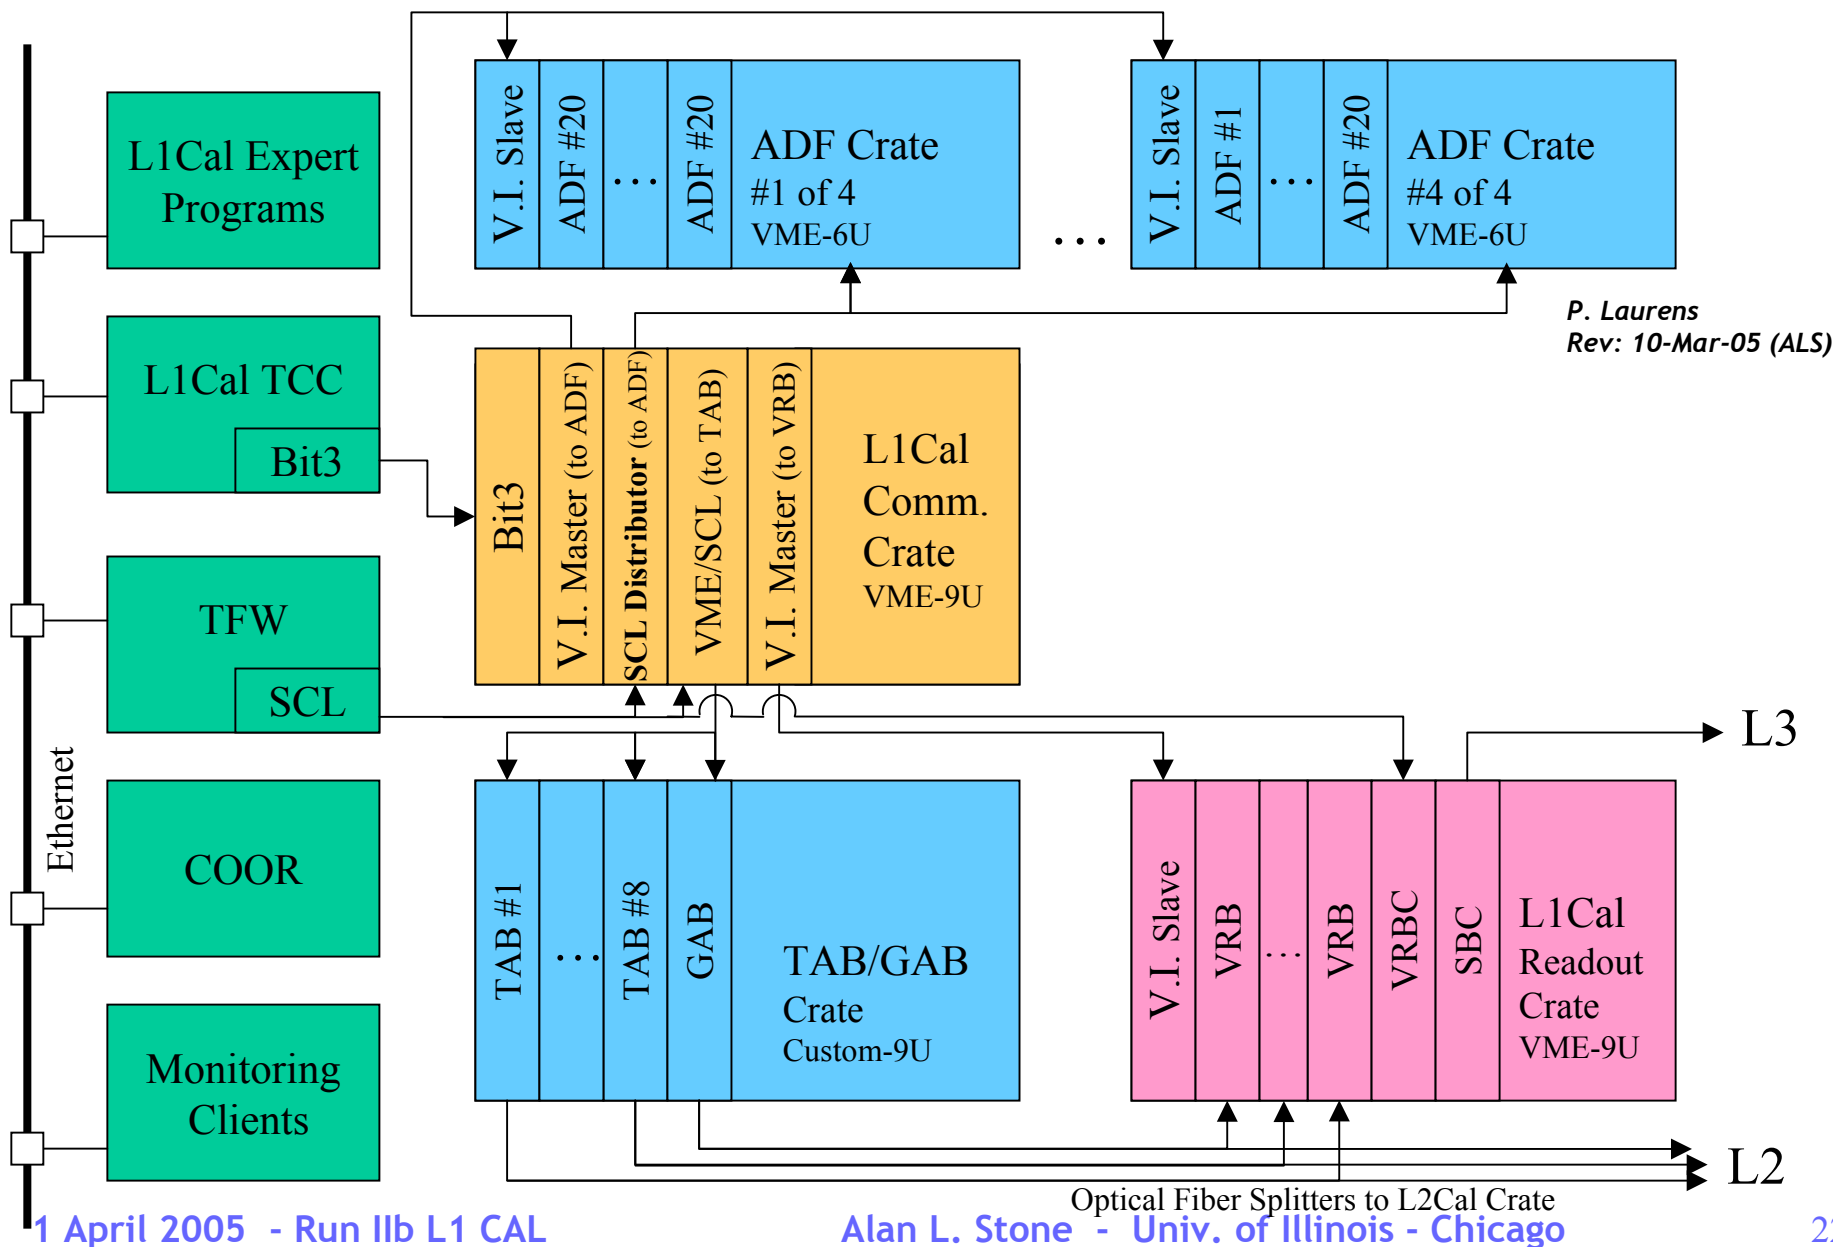 L1Cal Expert
Programs
L1Cal TCC
Bit3
TFW
SCL
COOR
Monitoring
Clients
Ethernet
V.I. Slave
ADF #20
...
ADF #20
ADF Crate
#1 of 4
VME-6U
...
V.I. Slave
ADF #1
...
ADF #20
ADF Crate
#4 of 4
VME-6U
P. Laurens
Rev: 10-Mar-05 (ALS)
Bit3
V.I. Master (to ADF)
SCL Distributor (to ADF)
VME/SCL (to TAB)
V.I. Master (to VRB)
L1Cal
Comm.
Crate
VME-9U
L3
TAB #1
...
TAB #8
GAB
TAB/GAB
Crate
Custom-9U
V.I. Slave
VRB
...
VRB
VRBC
SBC
L1Cal
Readout
Crate
VME-9U
L2
Optical Fiber Splitters to L2Cal Crate
1 April 2005 - Run IIb L1 CAL
Alan L. Stone - Univ. of Illinois - Chicago